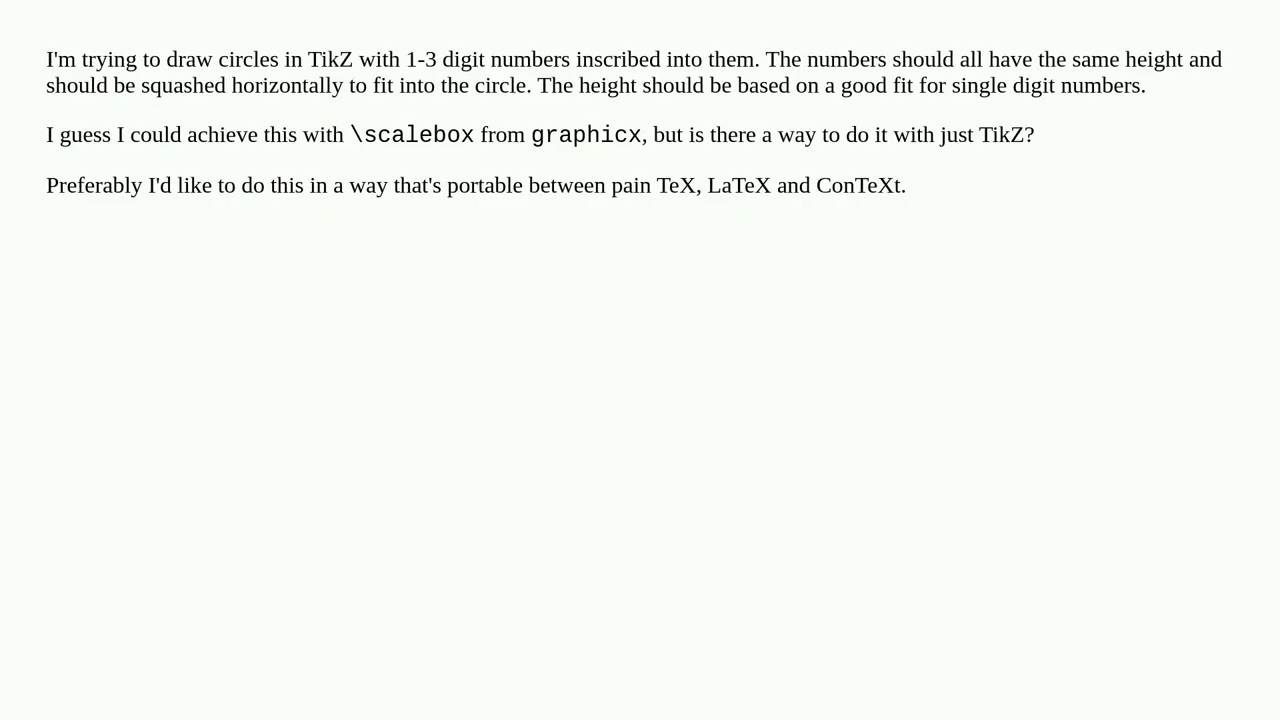 I'm trying to draw circles in TikZ with 1-3 digit numbers inscribed into them. The numbers should all have the same height and
should be squashed horizontally to fit into the circle. The height should be based on a good fit for single digit numbers.
I guess I could achieve this with \scalebox from graphicx, but is there a way to do it with just TikZ?
Preferably I'd like to do this in a way that's portable between pain TeX, LaTeX and ConTeXt.